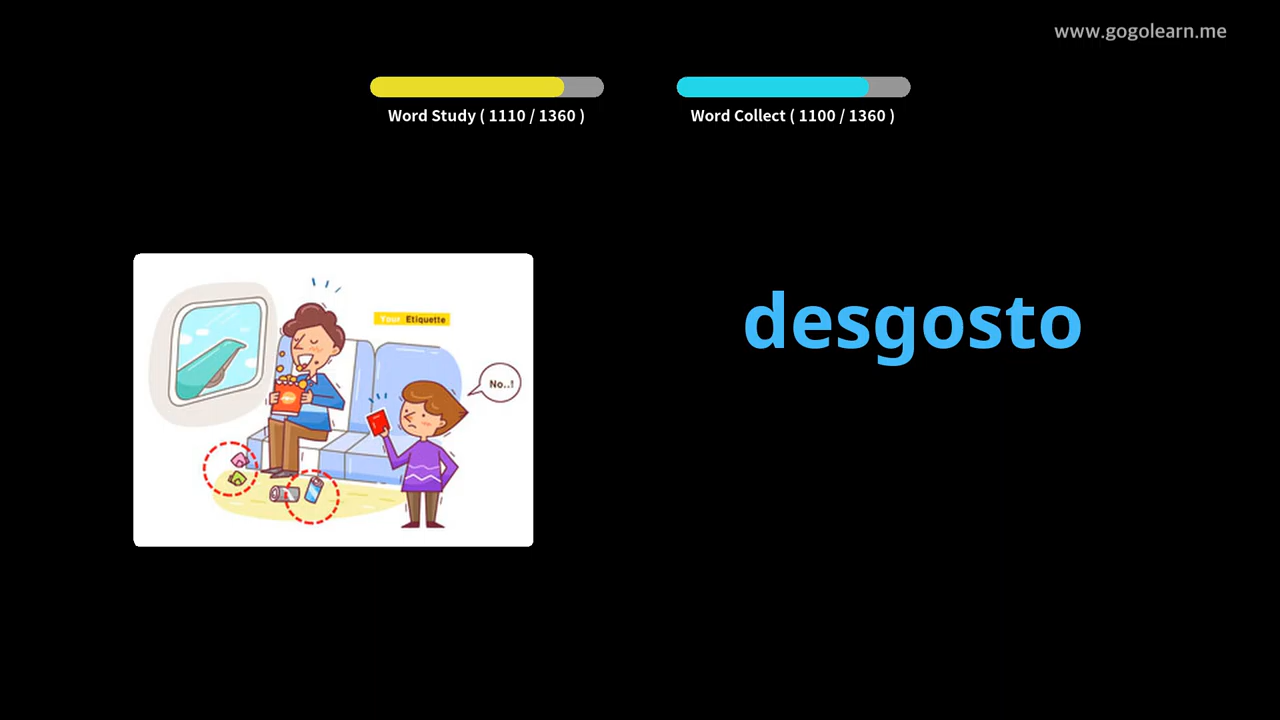 www.gogolearn.me
Word Study ( 1110 / 1360 )
Word Collect ( 1100 / 1360 )
Your Etiquette
No..!
desgosto